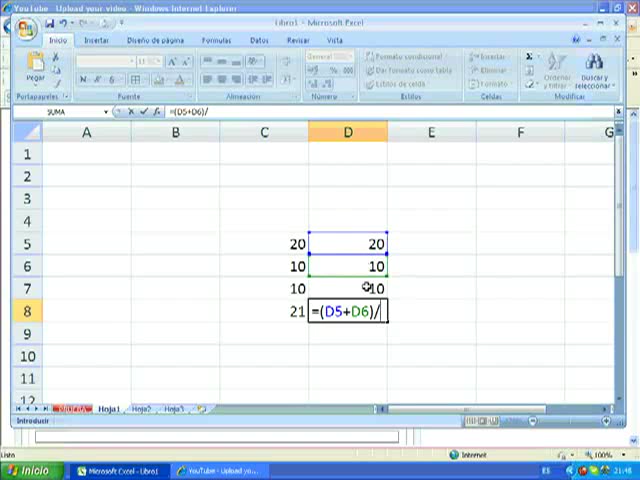 YouTube - Upload your video - Windows Internet Explorer
Libro1 - Microsoft Excel
Inicio Insertar Diseño de página Fórmulas Datos Revisar Vista
General
Pegar
Formato condicional
Dar formato como tabla
Estilos de celda
Insertar
Eliminar
Formato
Ordenar
y filtrar
Buscar y
seleccionar
Portapapeles Fuente Alineación Número Estilos Celdas Modificar
SUMA =(D5+D6)/
A B C D E F G
1
2
3
4
5 20 20
6 10 10
7 10 10
8 21 =(D5+D6)/
9
10
11
12
PRUEBA Hoja1 Hoja2 Hoja3
Introducir 100%
Listo Internet 100%
Inicio Microsoft Excel - Libro1 YouTube - Upload yo... ES 21:48